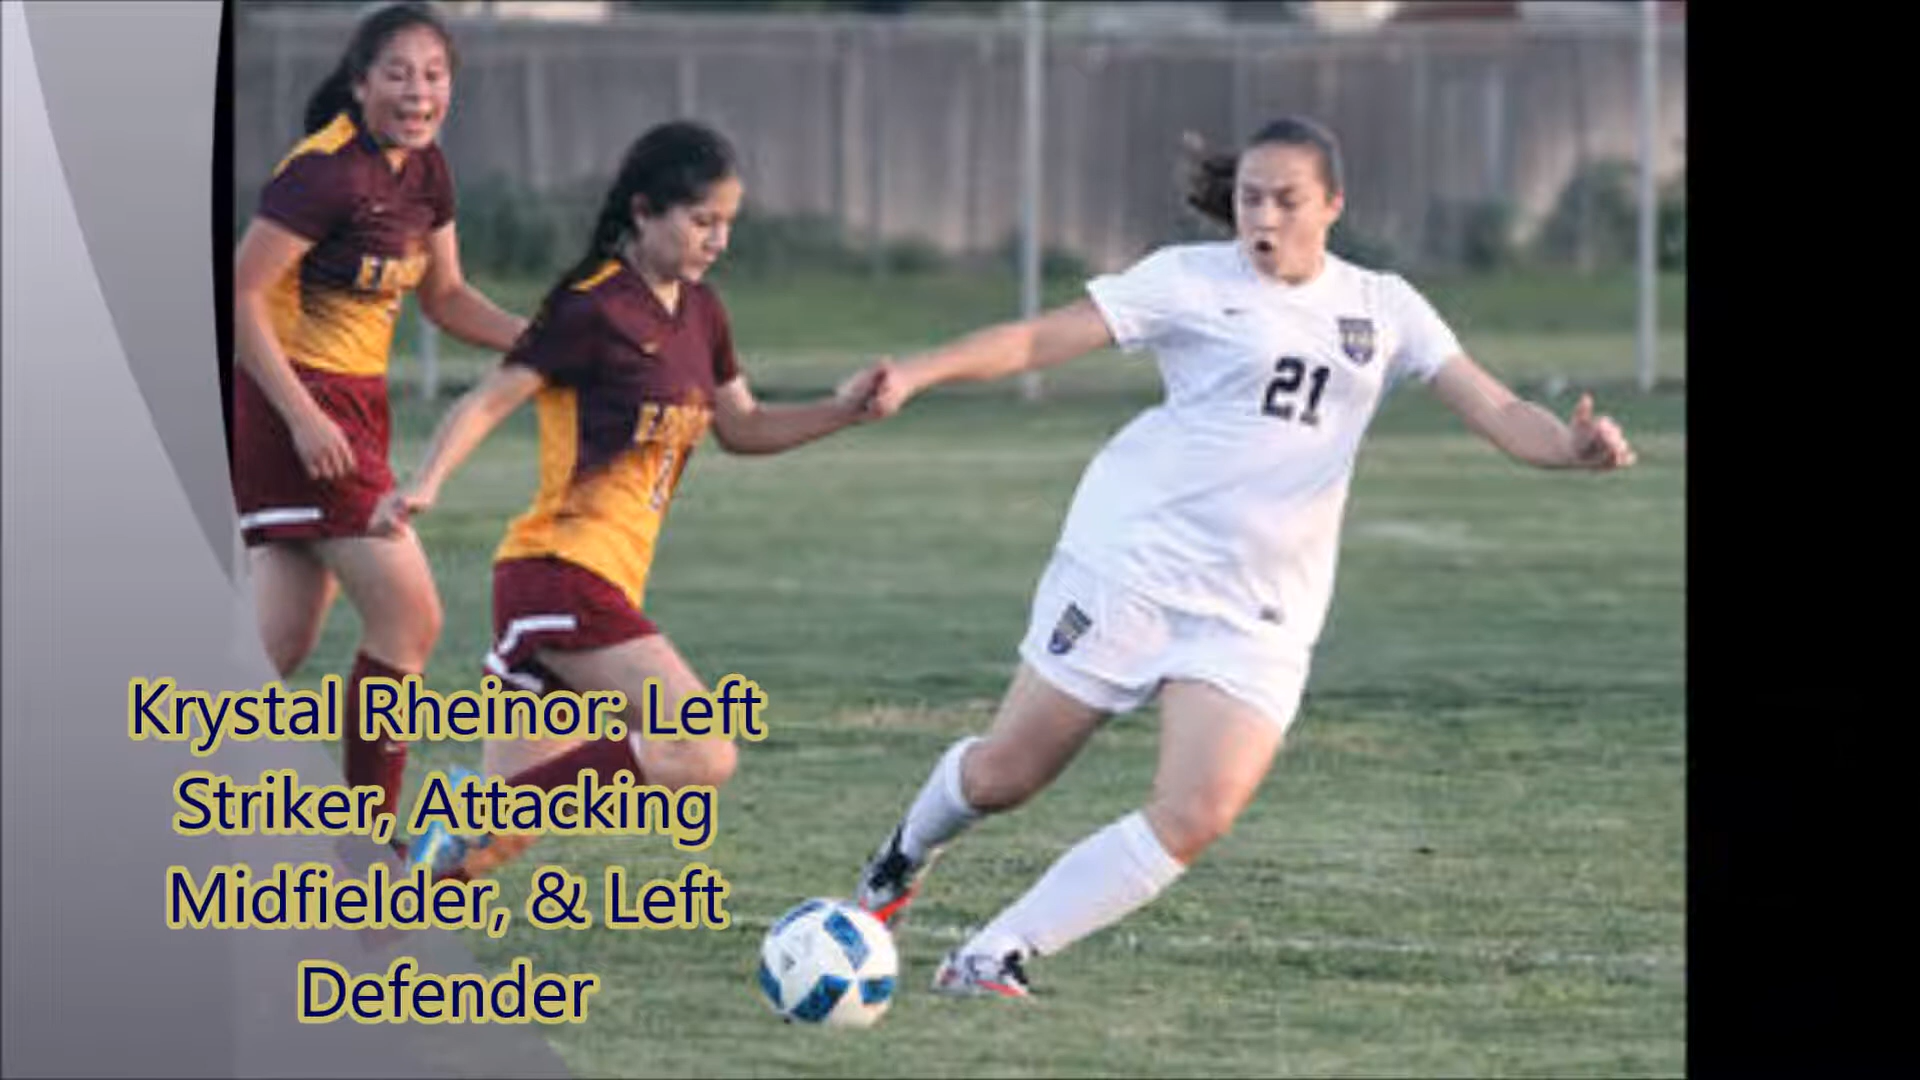 21
Krystal Rheinor: Left
Striker, Attacking
Midfielder, & Left
Defender